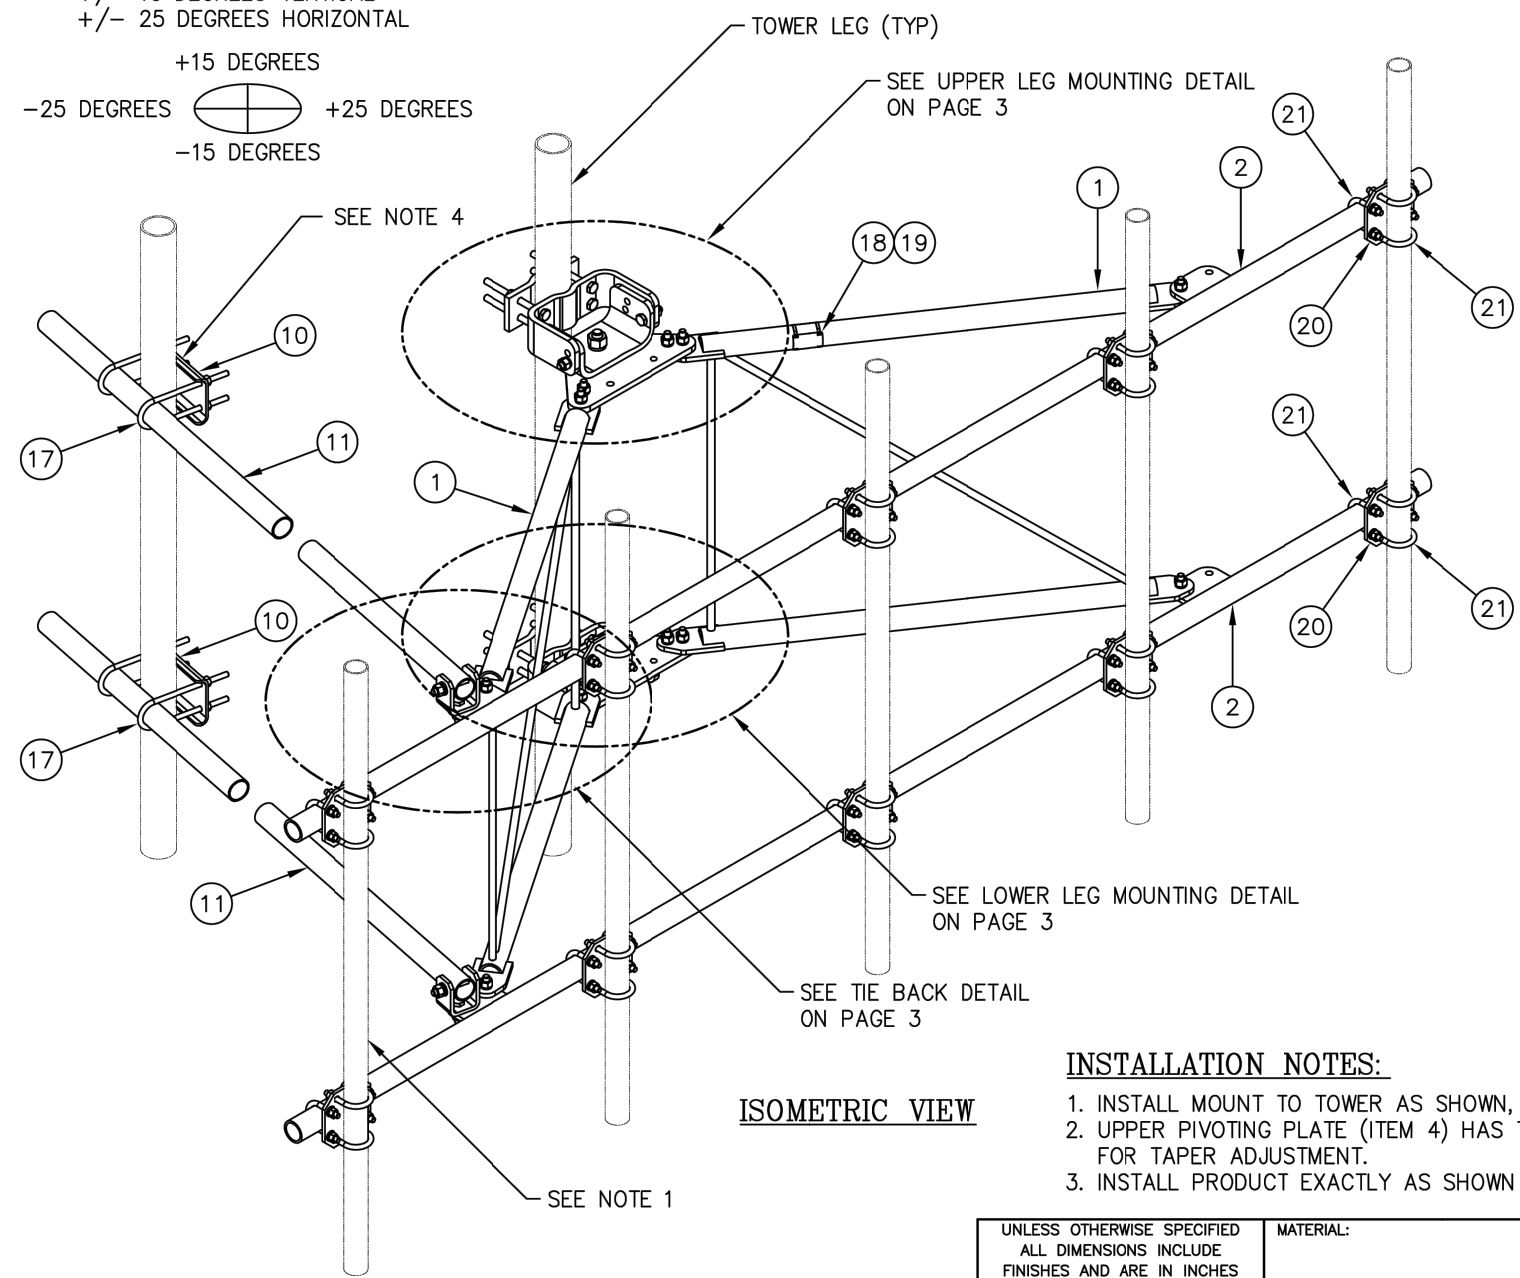 +/- 25 DEGREES HORIZONTAL
+15 DEGREES
-25 DEGREES
+25 DEGREES
-15 DEGREES
TOWER LEG (TYP)
SEE UPPER LEG MOUNTING DETAIL
ON PAGE 3
SEE NOTE 4
21
2
1
18 19
10
20
21
17
11
1
21
10
20
21
17
2
11
SEE LOWER LEG MOUNTING DETAIL
ON PAGE 3
SEE TIE BACK DETAIL
ON PAGE 3
ISOMETRIC VIEW
SEE NOTE 1
INSTALLATION NOTES:
1. INSTALL MOUNT TO TOWER AS SHOWN,
2. UPPER PIVOTING PLATE (ITEM 4) HAS
FOR TAPER ADJUSTMENT.
3. INSTALL PRODUCT EXACTLY AS SHOWN
UNLESS OTHERWISE SPECIFIED
ALL DIMENSIONS INCLUDE
FINISHES AND ARE IN INCHES
MATERIAL: